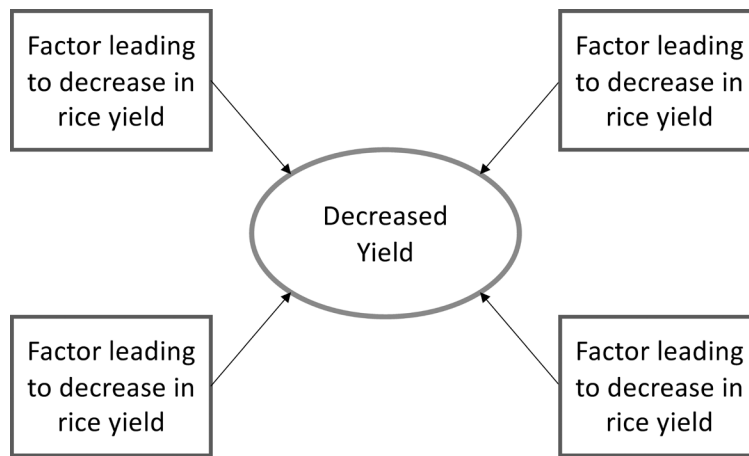 Factor leading
to decrease in
rice yield
Factor leading
to decrease in
rice yield
Decreased
Yield
Factor leading
to decrease in
rice yield
Factor leading
to decrease in
rice yield